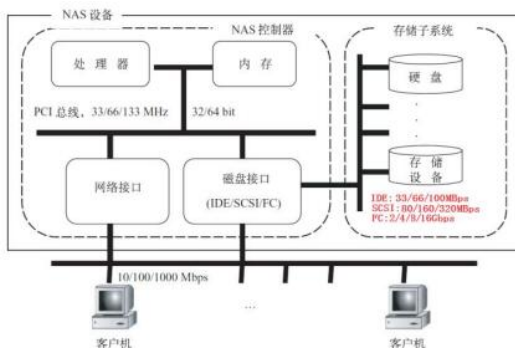 NAS 设备
NAS 控制器
存储子系统
处 理 器
内 存
硬 盘
PCI 总线，33/66/133 MHz
32/64 bit
网络接口
磁盘接口
(IDE/SCSI/FC)
存 储
设 备
IDE：33/66/100MBps
SCSI：80/160/320MBps
PC：2/4/8/16Gbps
10/100/1000 Mbps
...
客户机
客户机